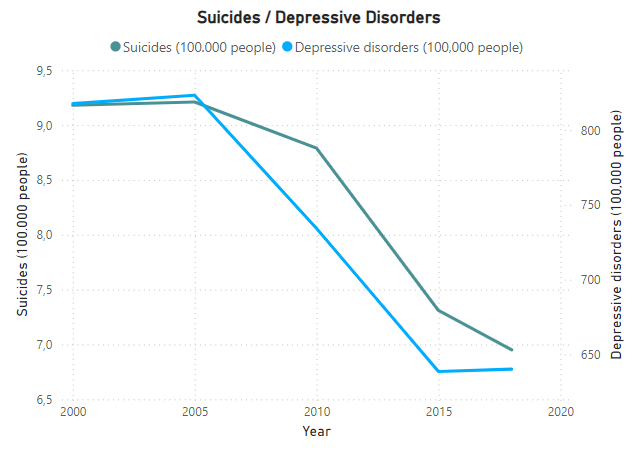 Suicides / Depressive Disorders
Suicides (100.000 people) Depressive disorders (100,000 people)
Suicides (100.000 people)
9,5
9,0
8,5
8,0
7,5
7,0
6,5
800
750
700
650
Depressive disorders (100.000 people)
2000 2005 2010 2015 2020
Year